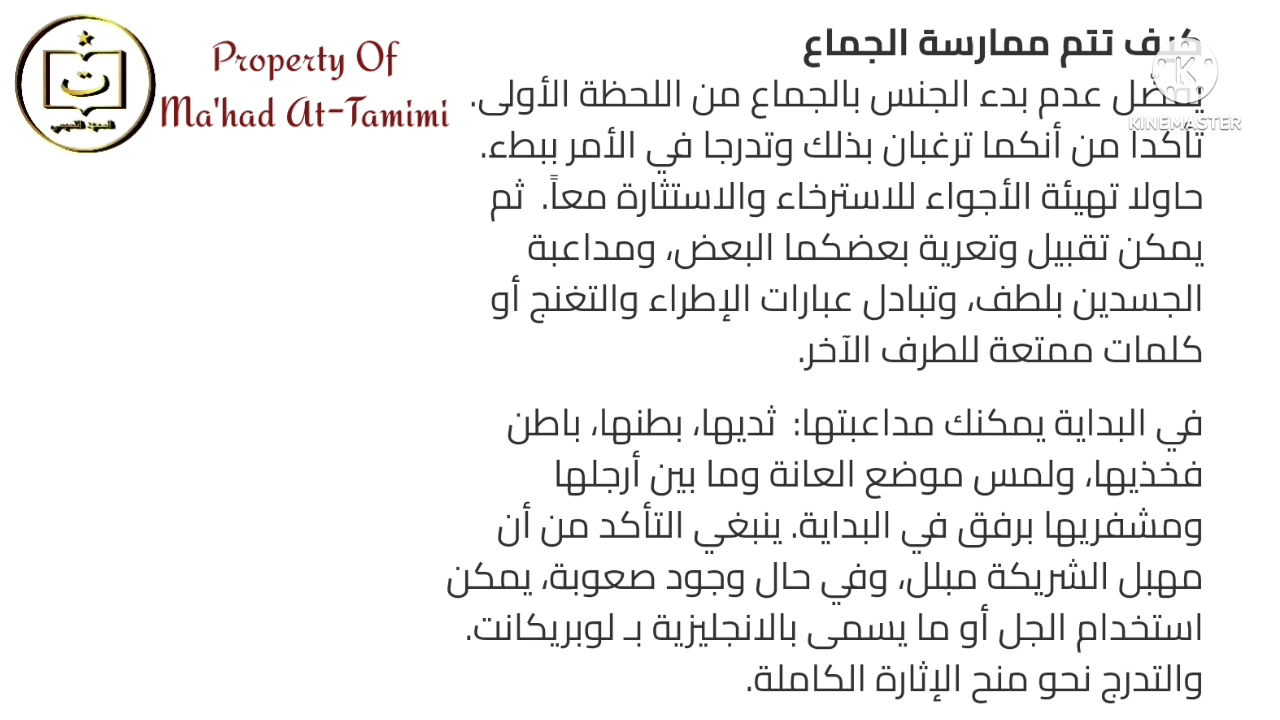 Property Of
Ma'had At-Tamimi
KINEMASTER
كيف تتم ممارسة الجماع
يفضل عدم بدء الجنس بالجماع من اللحظة الأولى.
تأكدا من أنكما ترغبان بذلك وتدرجا في الأمر ببطء.
حاولا تهيئة الأجواء للاسترخاء والاستثارة معاً. ثم
يمكن تقبيل وتعرية بعضكما البعض، ومداعبة
الجسدين بلطف، وتبادل عبارات الإطراء والتغنج أو
كلمات ممتعة للطرف الآخر.
في البداية يمكنك مداعبتها: ثديها، بطنها، باطن
فخذيها، ولمس موضع العانة وما بين أرجلها
ومشفريها برفق في البداية. ينبغي التأكد من أن
مهبل الشريكة مبلل، وفي حال وجود صعوبة، يمكن
استخدام الجل أو ما يسمى بالانجليزية بـ لوبريكانت.
والتدرج نحو منح الإثارة الكاملة.